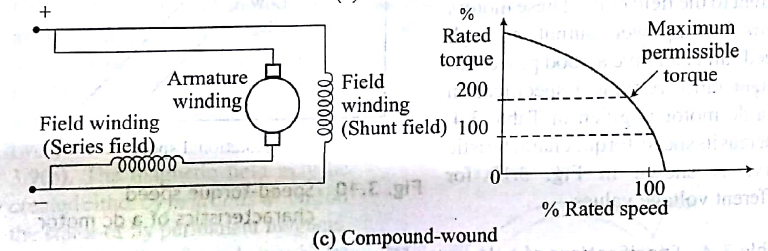 +
Armature
winding
Field
winding
(Shunt field)
Field winding
(Series field)
−
%
Rated
torque
200
100
0
Maximum
permissible
torque
100
% Rated speed
(c) Compound-wound